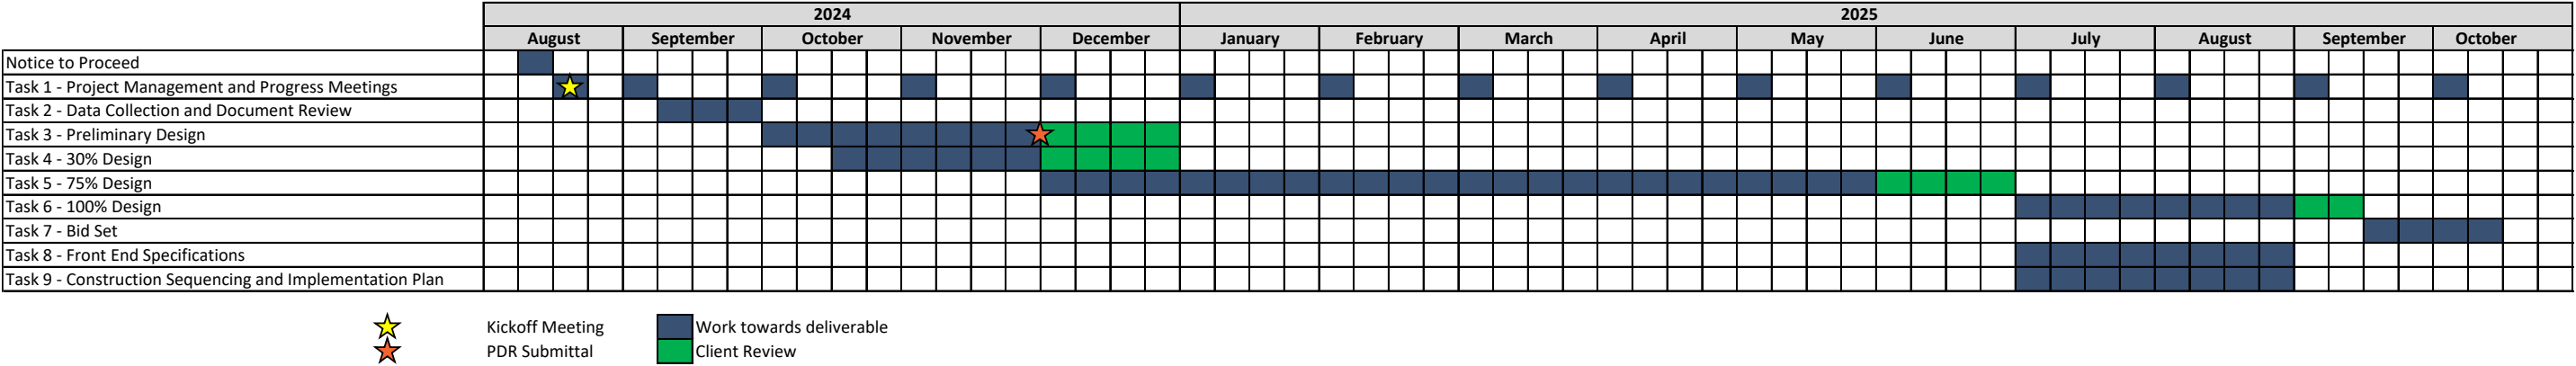 2024 2025
August September October November December January February March April May June July August September October
Notice to Proceed
Task 1 - Project Management and Progress Meetings
Task 2 - Data Collection and Document Review
Task 3 - Preliminary Design
Task 4 - 30% Design
Task 5 - 75% Design
Task 6 - 100% Design
Task 7 - Bid Set
Task 8 - Front End Specifications
Task 9 - Construction Sequencing and Implementation Plan
Kickoff Meeting Work towards deliverable
PDR Submittal Client Review